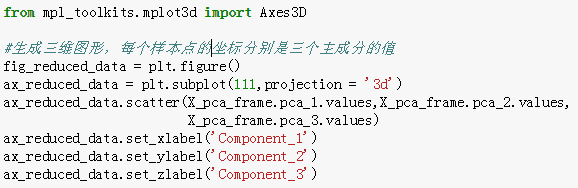 from mpl_toolkits.mplot3d import Axes3D
#生成三维图形，每个样本点的坐标分别是三个主成分的值
fig_reduced_data = plt.figure()
ax_reduced_data = plt.subplot(111,projection = '3d')
ax_reduced_data.scatter(X_pca_frame.pca_1.values,X_pca_frame.pca_2.values,
X_pca_frame.pca_3.values)
ax_reduced_data.set_xlabel('Component_1')
ax_reduced_data.set_ylabel('Component_2')
ax_reduced_data.set_zlabel('Component_3')